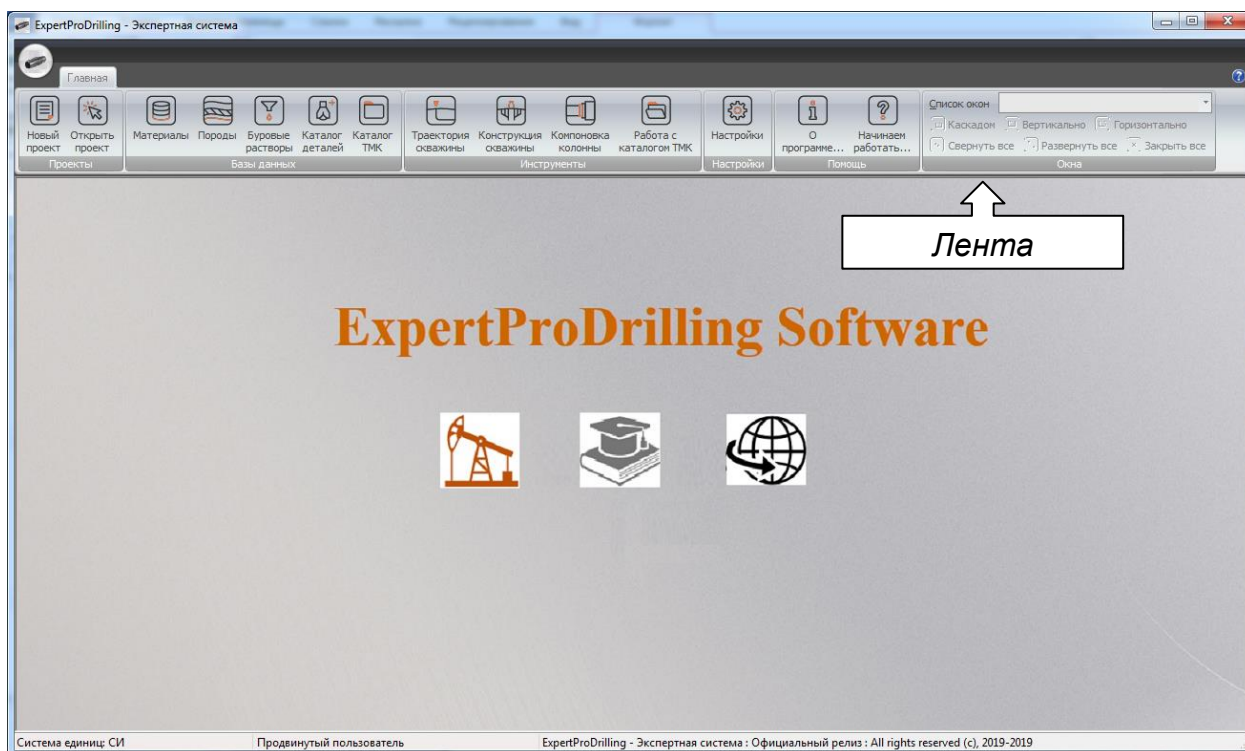 ExpertProDrilling - Экспертная система
Главная
Новый проект
Открыть проект
Материалы
Породы
Буровые растворы
Каталог деталей
Каталог ТМК
Траектория скважины
Конструкция скважины
Компоновка колонны
Работа с каталогом ТМК
Настройки
О программе...
Начинаем работать...
Список окон
Каскадом
Вертикально
Горизонтально
Свернуть все
Развернуть все
Закрыть все
Проекты
Базы данных
Инструменты
Настройки
Помощь
Окна
Лента
ExpertProDrilling Software
Система единиц: СИ
Продвинутый пользователь
ExpertProDrilling - Экспертная система : Официальный релиз : All rights reserved (c), 2019-2019